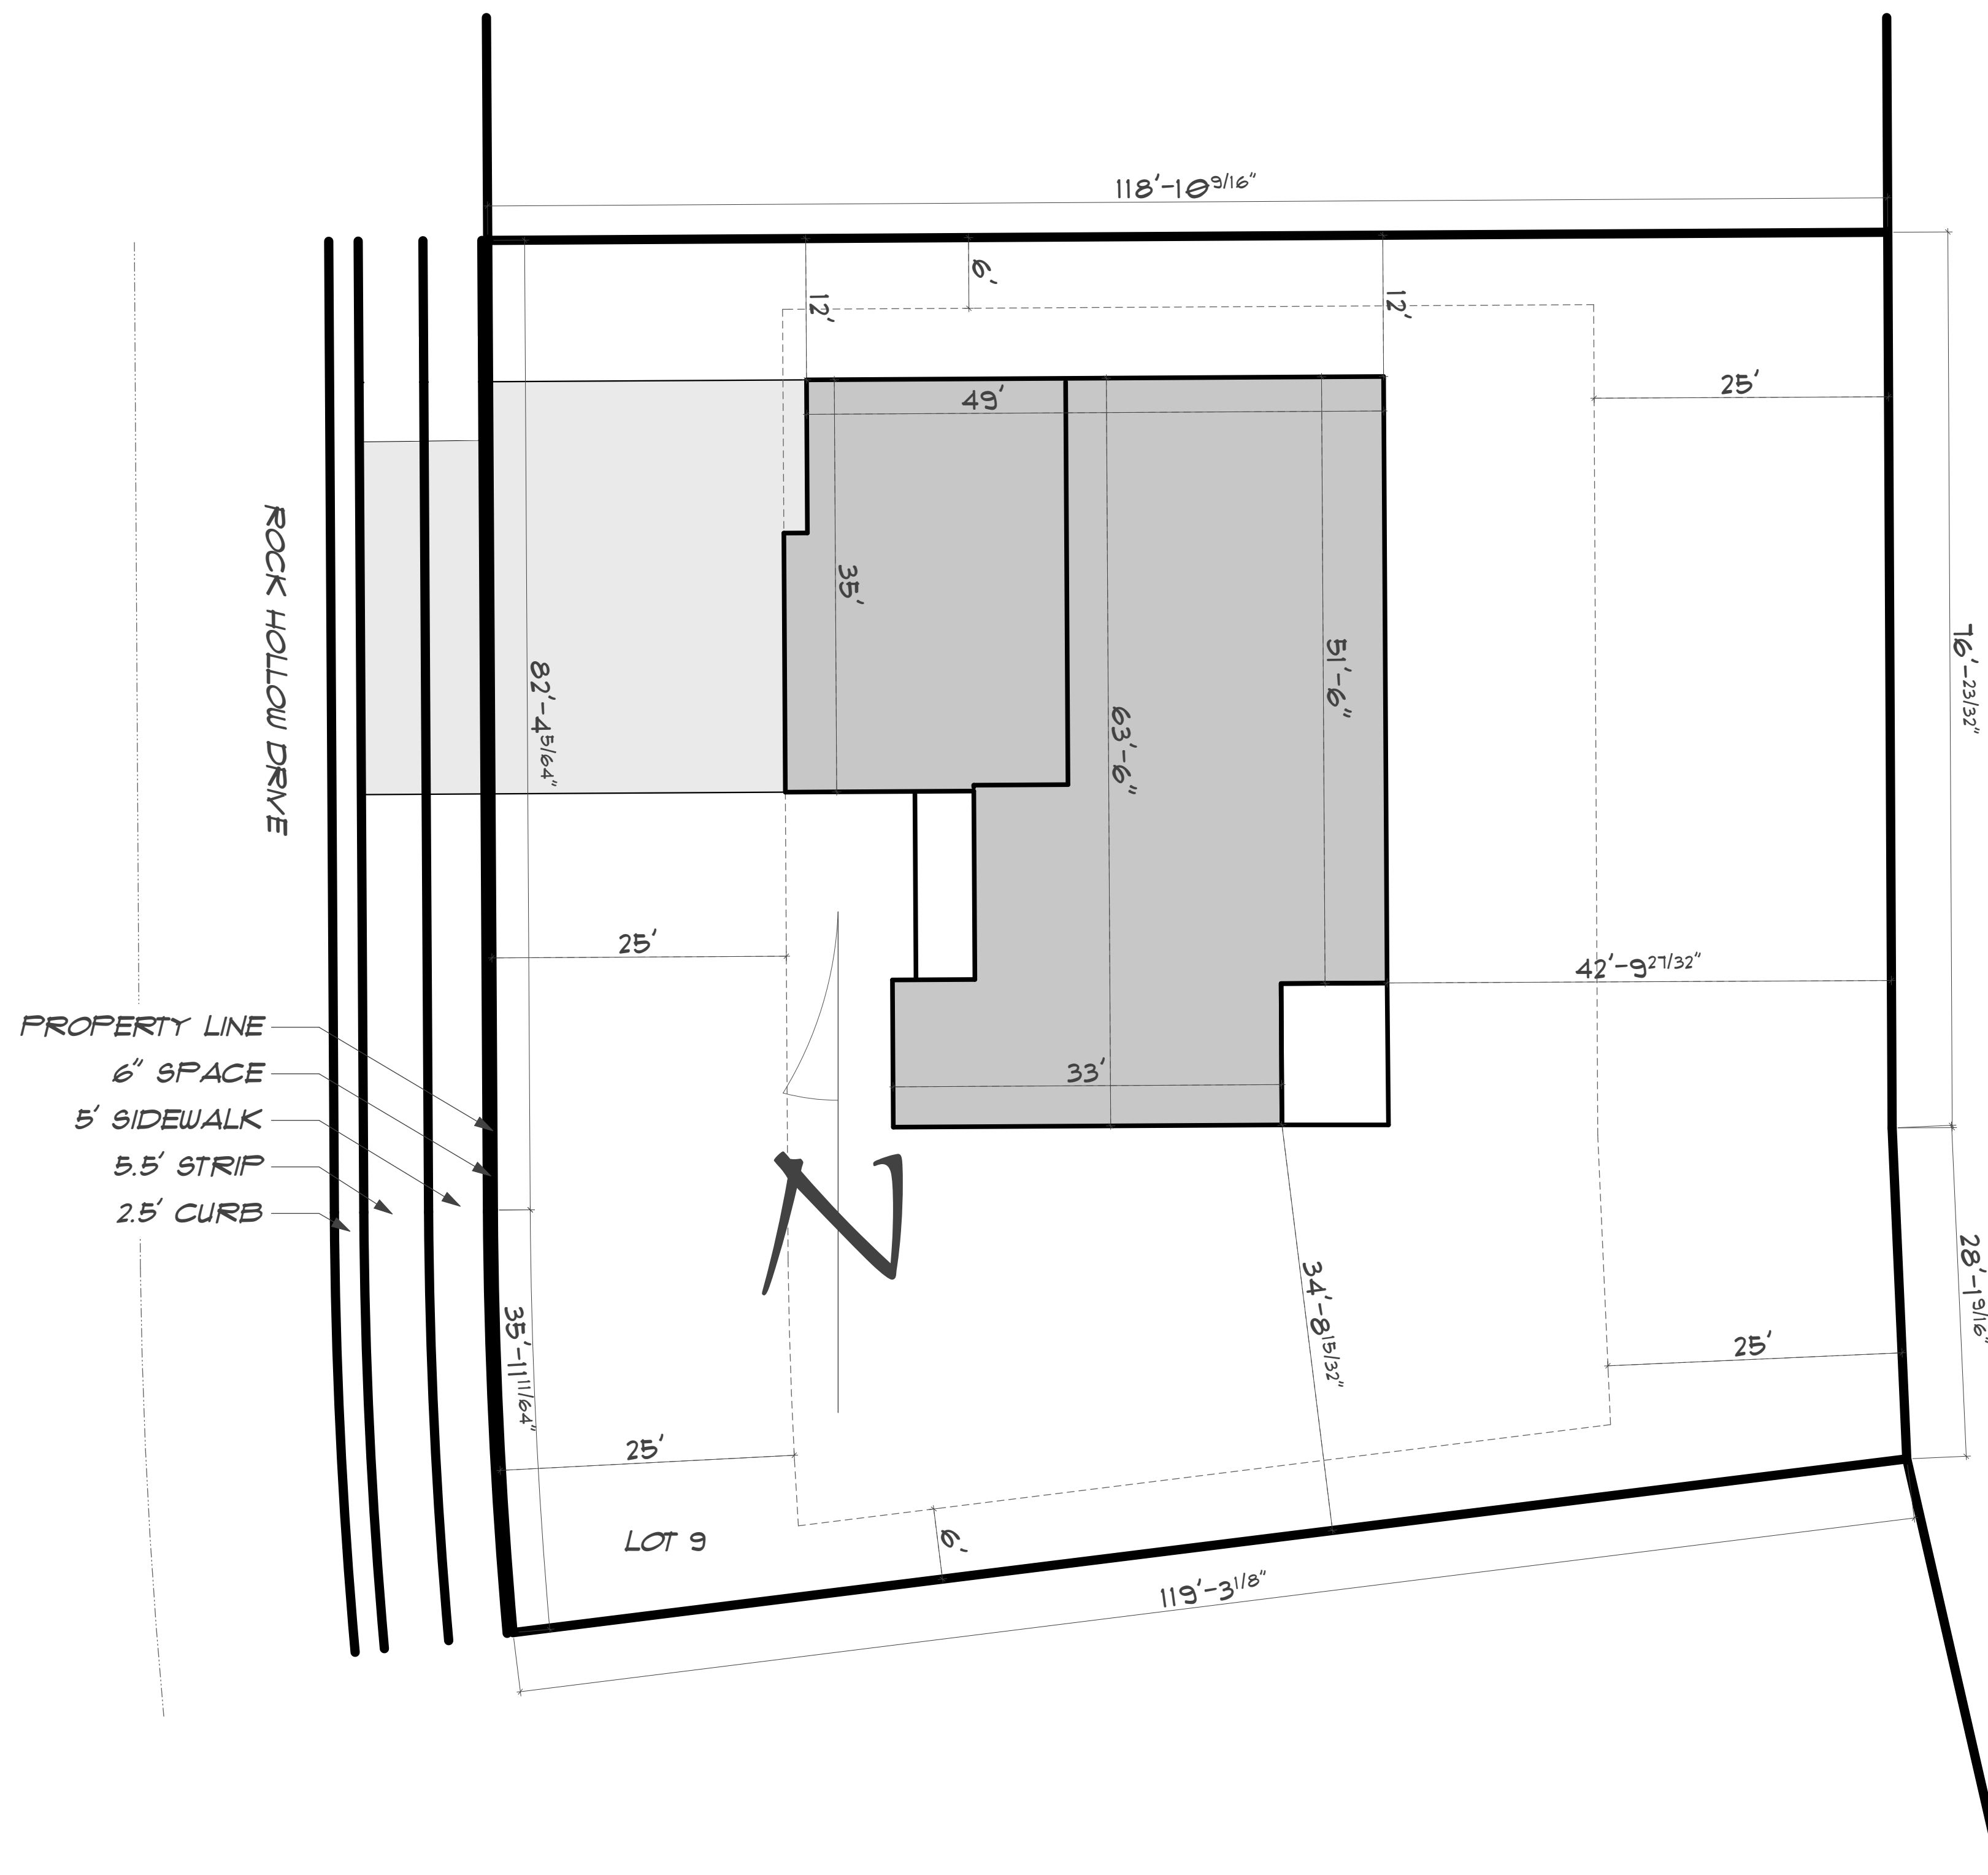 118'-10 9/16"
6'
12'
12'
49'
25'
ROCK HOLLOW DRIVE
35'
82'-4 5/64"
63'-6"
51'-6"
76'-23/32"
25'
42'-9 27/32"
PROPERTY LINE
6" SPACE
5' SIDEWALK
5.5' STRIP
2.5' CURB
33'
N
34'-8 15/32"
28'-1 9/16"
35'-11 11/64"
25'
25'
LOT 9
6'
119'-3 1/8"